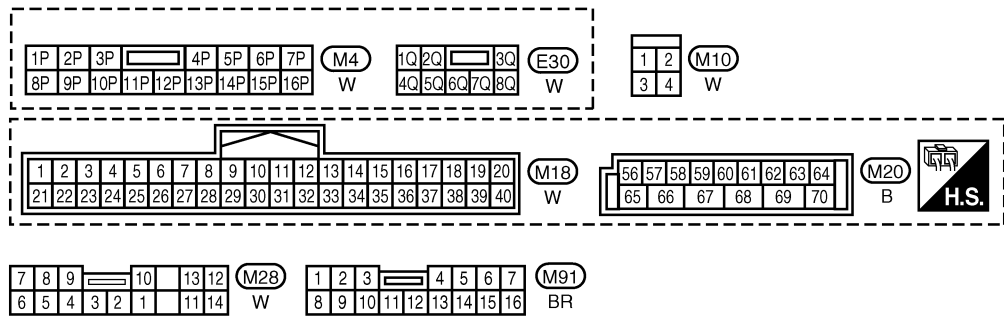 1P 2P 3P 4P 5P 6P 7P
8P 9P 10P 11P 12P 13P 14P 15P 16P
M4
W
1Q 2Q 3Q
4Q 5Q 6Q 7Q 8Q
E30
W
1 2
3 4
M10
W
1 2 3 4 5 6 7 8 9 10 11 12 13 14 15 16 17 18 19 20
21 22 23 24 25 26 27 28 29 30 31 32 33 34 35 36 37 38 39 40
M18
W
56 57 58 59 60 61 62 63 64
65 66 67 68 69 70
M20
B
H.S.
7 8 9 10 13 12
6 5 4 3 2 1 11 14
M28
W
1 2 3 4 5 6 7
8 9 10 11 12 13 14 15 16
M91
BR